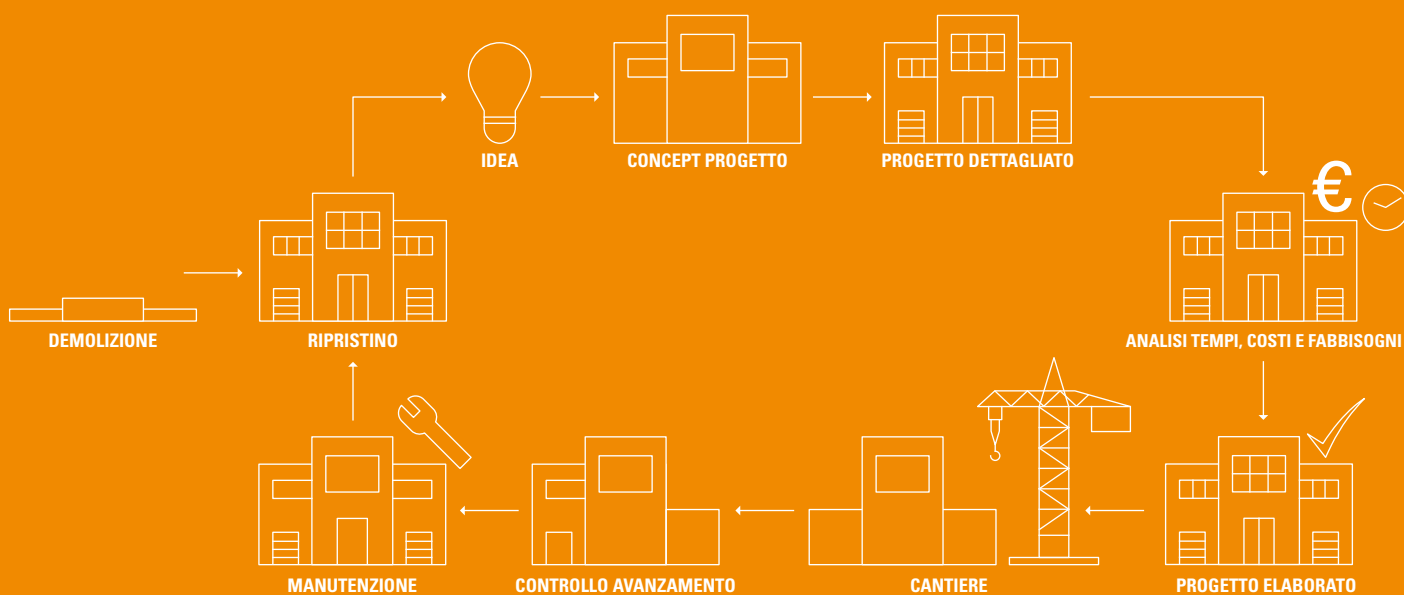 IDEA
CONCEPT PROGETTO
PROGETTO DETTAGLIATO
€
DEMOLIZIONE
RIPRISTINO
ANALISI TEMPI, COSTI E FABBISOGNI
MANUTENZIONE
CONTROLLO AVANZAMENTO
CANTIERE
PROGETTO ELABORATO